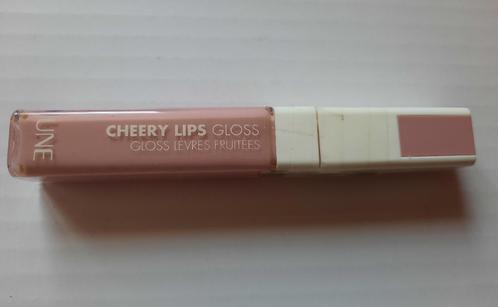 UNE
CHEERY LIPS GLOSS
GLOSS LÈVRES FRUITÉES